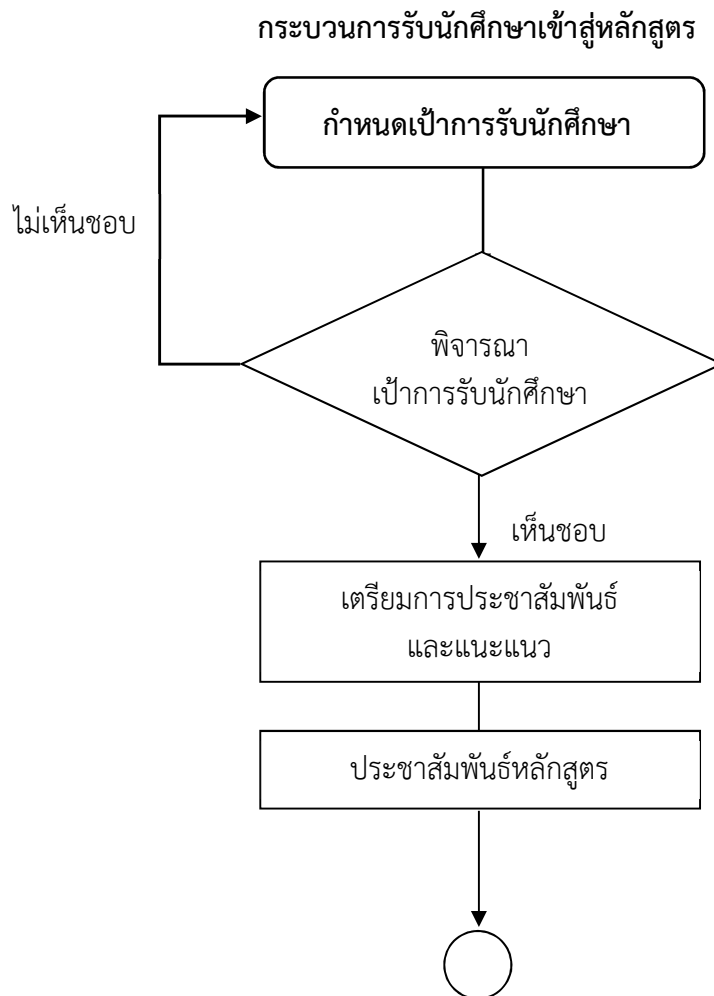 กระบวนการรับนักศึกษาเข้าสู่หลักสูตร
กำหนดเป้าการรับนักศึกษา
ไม่เห็นชอบ
พิจารณา
เป้าการรับนักศึกษา
เห็นชอบ
เตรียมการประชาสัมพันธ์
และแนะแนว
ประชาสัมพันธ์หลักสูตร